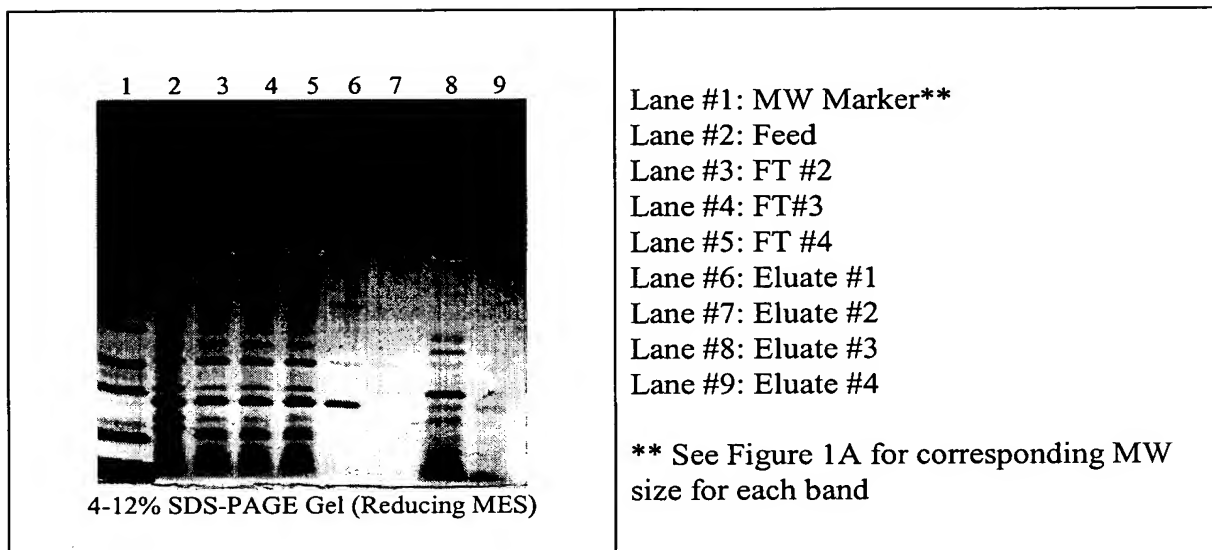 1 2 3 4 5 6 7 8 9
4-12% SDS-PAGE Gel (Reducing MES)
Lane #1: MW Marker**
Lane #2: Feed
Lane #3: FT #2
Lane #4: FT#3
Lane #5: FT #4
Lane #6: Eluate #1
Lane #7: Eluate #2
Lane #8: Eluate #3
Lane #9: Eluate #4
** See Figure 1A for corresponding MW
size for each band